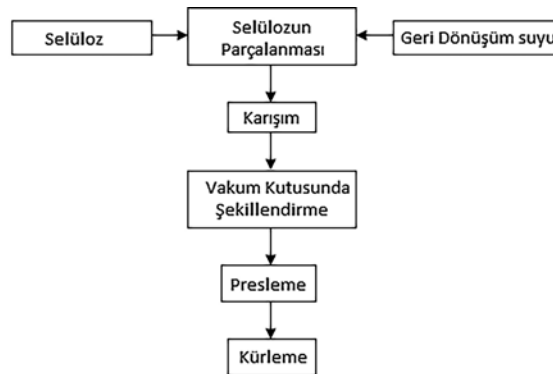 Selüloz
Selülozun
Parçalanması
Geri Dönüşüm suyu
Karışım
Vakum Kutusunda
Şekillendirme
Presleme
Kürleme